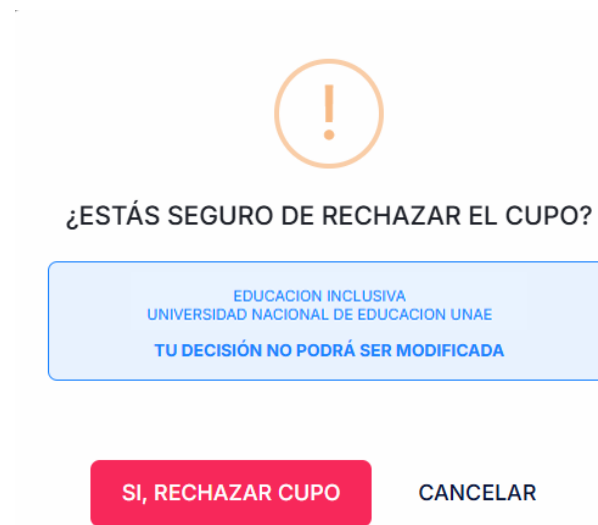 !
¿ESTÁS SEGURO DE RECHAZAR EL CUPO?
EDUCACION INCLUSIVA
UNIVERSIDAD NACIONAL DE EDUCACION UNAE
TU DECISIÓN NO PODRÁ SER MODIFICADA
SI, RECHAZAR CUPO
CANCELAR